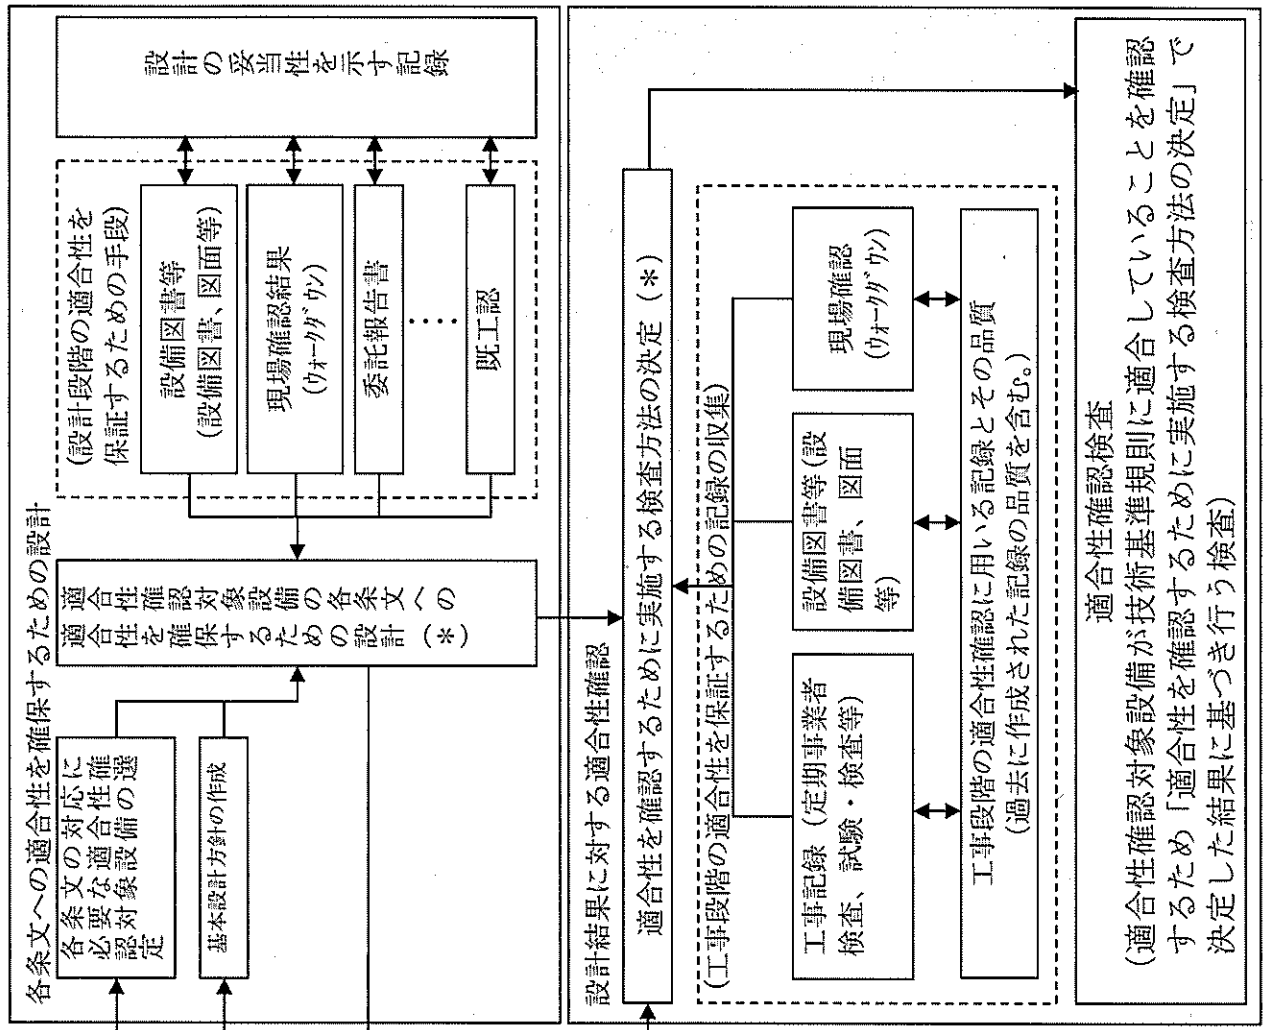 各条文への適合性を確保するための設計
各条文の対応に
必要な適合性確
認対象設備の選
定
基本設計方針の作成
適合性確認対象設備の各条文への
適合性を確保するための設計
(＊)
(設計段階の適合性を
保証するための手段)
設備図書等
(設備図書、図面等)
現場確認結果
(ｳｫｰｸﾀﾞｳﾝ)
委託報告書
・・・・・
既工認
設計の妥当性を示す記録
設計結果に対する適合性確認
適合性を確認するために実施する検査方法の決定 (＊)
(工事段階の適合性を保証するための記録の収集)
工事記録 (定期事業者
検査、試験・検査等)
設備図書等(設
備図書、図面
等)
現場確認
(ｳｫｰｸﾀﾞｳﾝ)
工事段階の適合性確認に用いる記録とその品質
(過去に作成された記録の品質を含む。)
適合性確認検査
(適合性確認対象設備が技術基準規則に適合していることを確認
するため「適合性を確認するために実施する検査方法の決定」で
決定した結果に基づき行う検査)